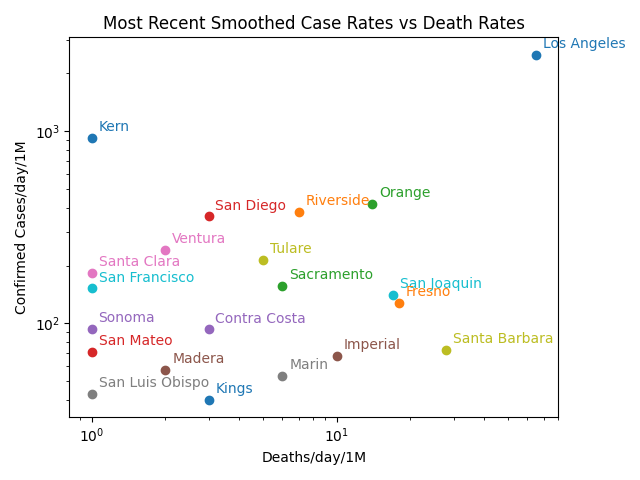 Most Recent Smoothed Case Rates vs Death Rates
Los Angeles
Kern
Orange
Riverside
San Diego
Ventura
Tulare
Santa Clara
San Francisco
Sacramento
San Joaquin
Fresno
Sonoma
Contra Costa
San Mateo
Imperial
Santa Barbara
Madera
Marin
San Luis Obispo
Kings
10³
10²
10⁰
10¹
Confirmed Cases/day/1M
Deaths/day/1M